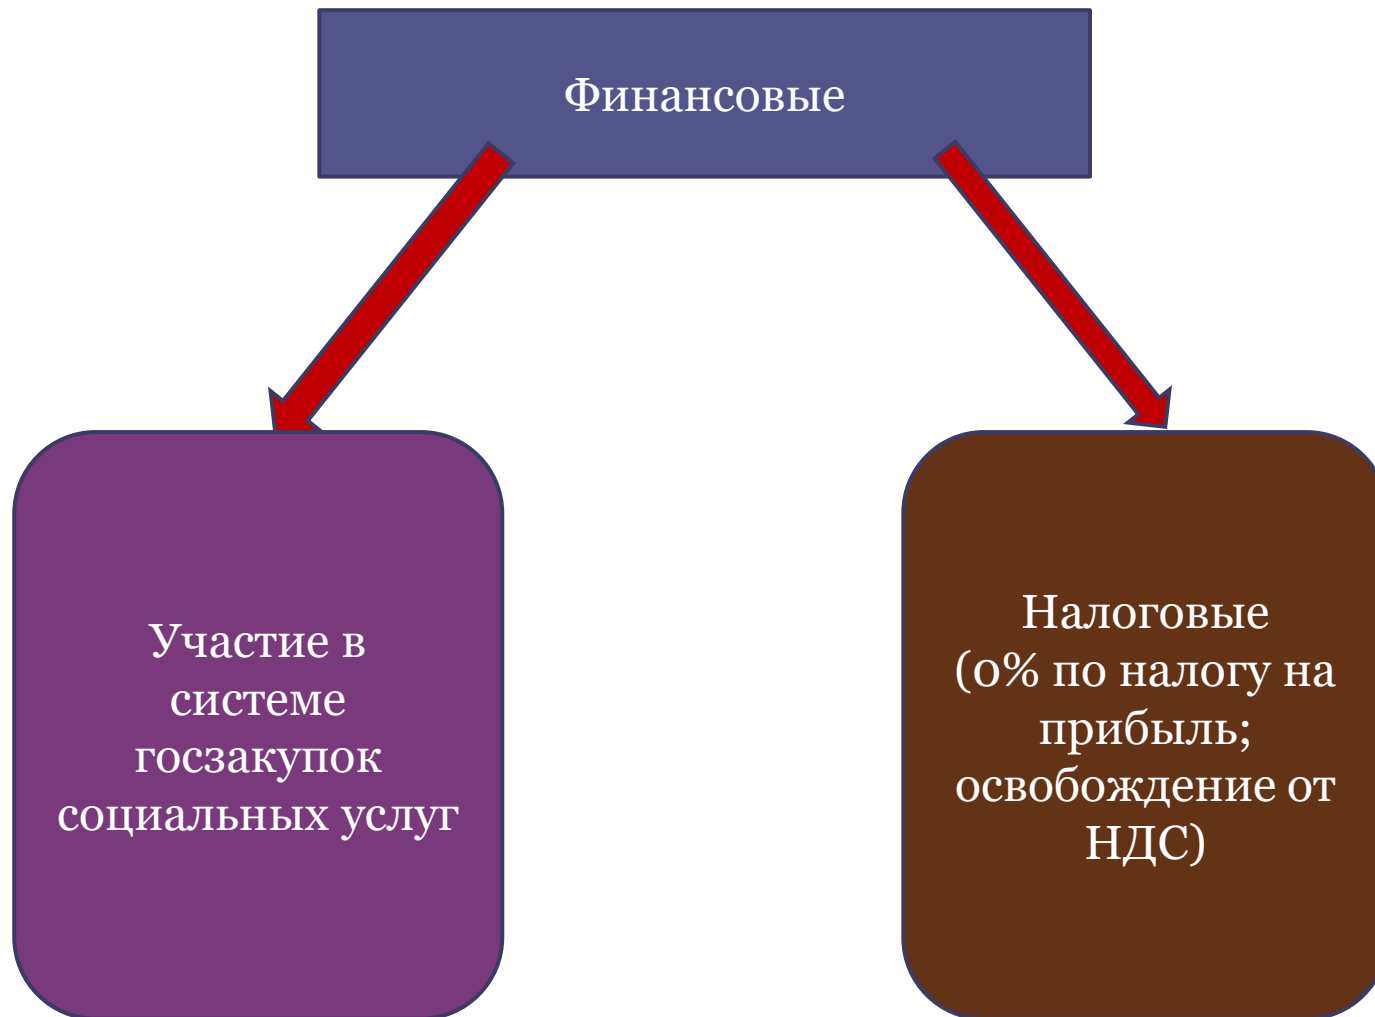 Финансовые
Участие в
системе
госзакупок
социальных услуг
Налоговые
(0% по налогу на
прибыль;
освобождение от
НДС)